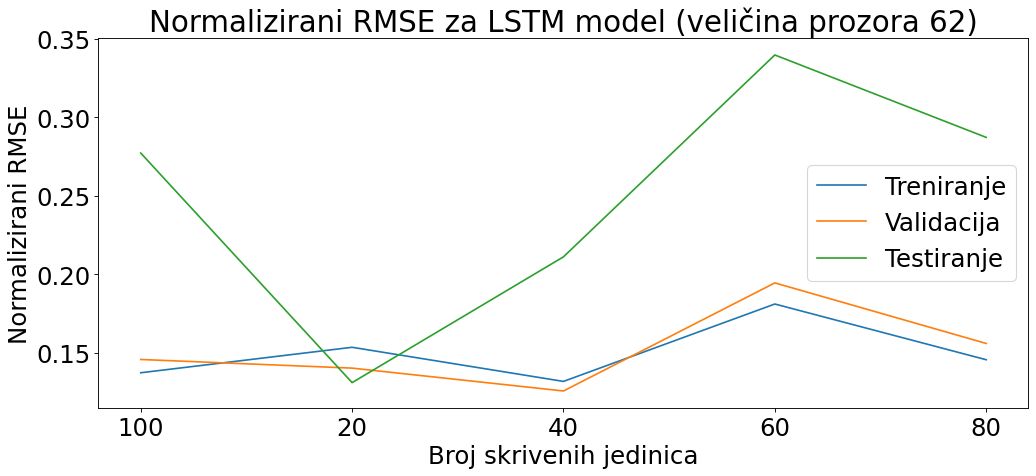 Normalizirani RMSE za LSTM model (veličina prozora 62)
Normalizirani RMSE
0.35
0.30
0.25
0.20
0.15
Treniranje
Validacija
Testiranje
100 20 40 60 80
Broj skrivenih jedinica